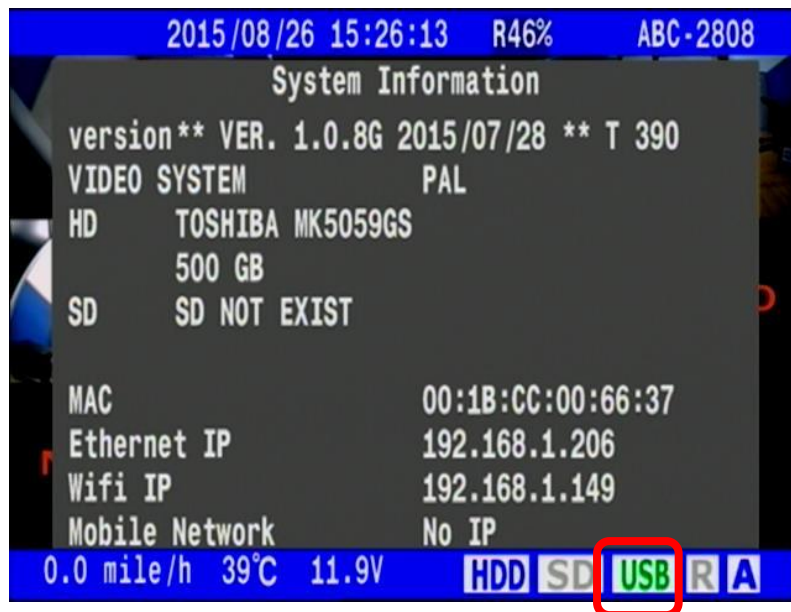 2015/08/26 15:26:13 R46% ABC-2808
System Information
version** VER. 1.0.8G 2015/07/28 ** T 390
VIDEO SYSTEM PAL
HD TOSHIBA MK5059GS
500 GB
SD SD NOT EXIST
MAC 00:1B:CC:00:66:37
Ethernet IP 192.168.1.206
Wifi IP 192.168.1.149
Mobile Network No IP
0.0 mile/h 39℃ 11.9V HDD SD USB R A